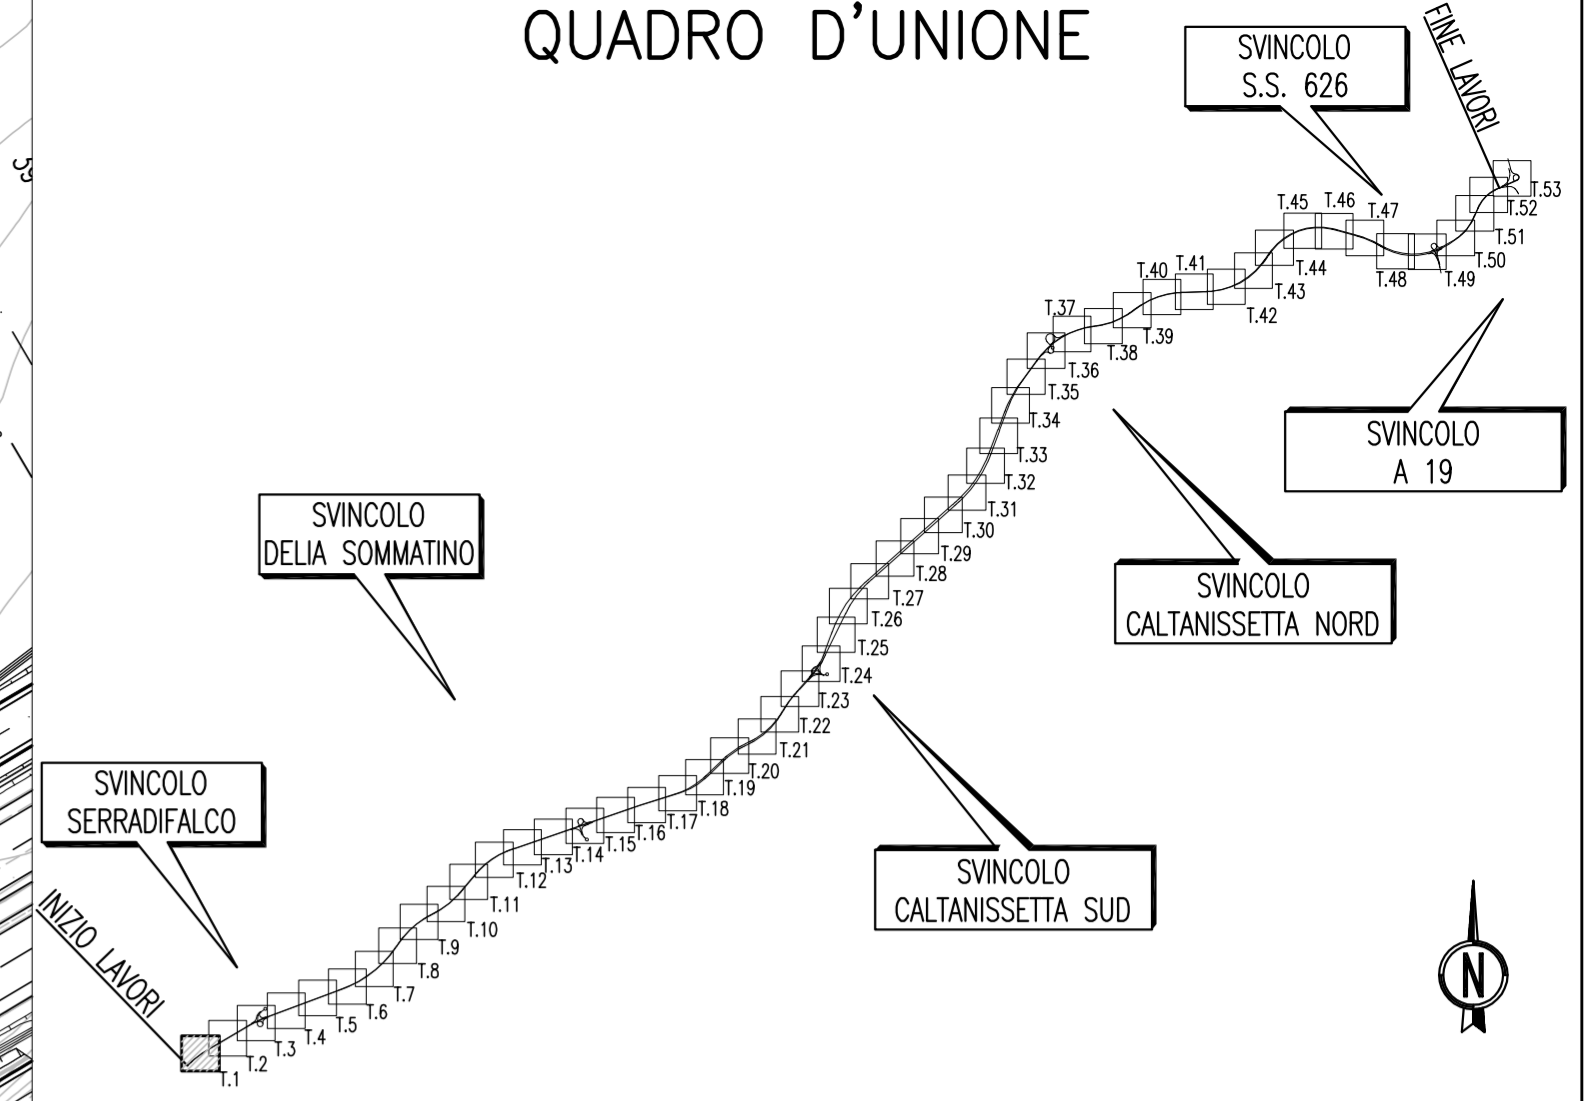 QUADRO D'UNIONE
SVINCOLO
S.S. 626
FINE LAVORI
T.53
T.52
T.51
T.50
T.49
T.48
T.47
T.46
T.45
T.44
T.43
T.42
T.41
T.40
T.39
T.38
T.37
T.36
T.35
T.34
T.33
T.32
T.31
T.30
T.29
T.28
T.27
T.26
T.25
T.24
T.23
T.22
T.21
T.20
T.19
T.18
T.17
T.16
T.15
T.14
T.13
T.12
T.11
T.10
T.9
T.8
T.7
T.6
T.5
T.4
T.3
T.2
T.1
SVINCOLO
A 19
SVINCOLO
DELIA SOMMATINO
SVINCOLO
CALTANISSETTA NORD
SVINCOLO
SERRADIFALCO
SVINCOLO
CALTANISSETTA SUD
INIZIO LAVORI
N